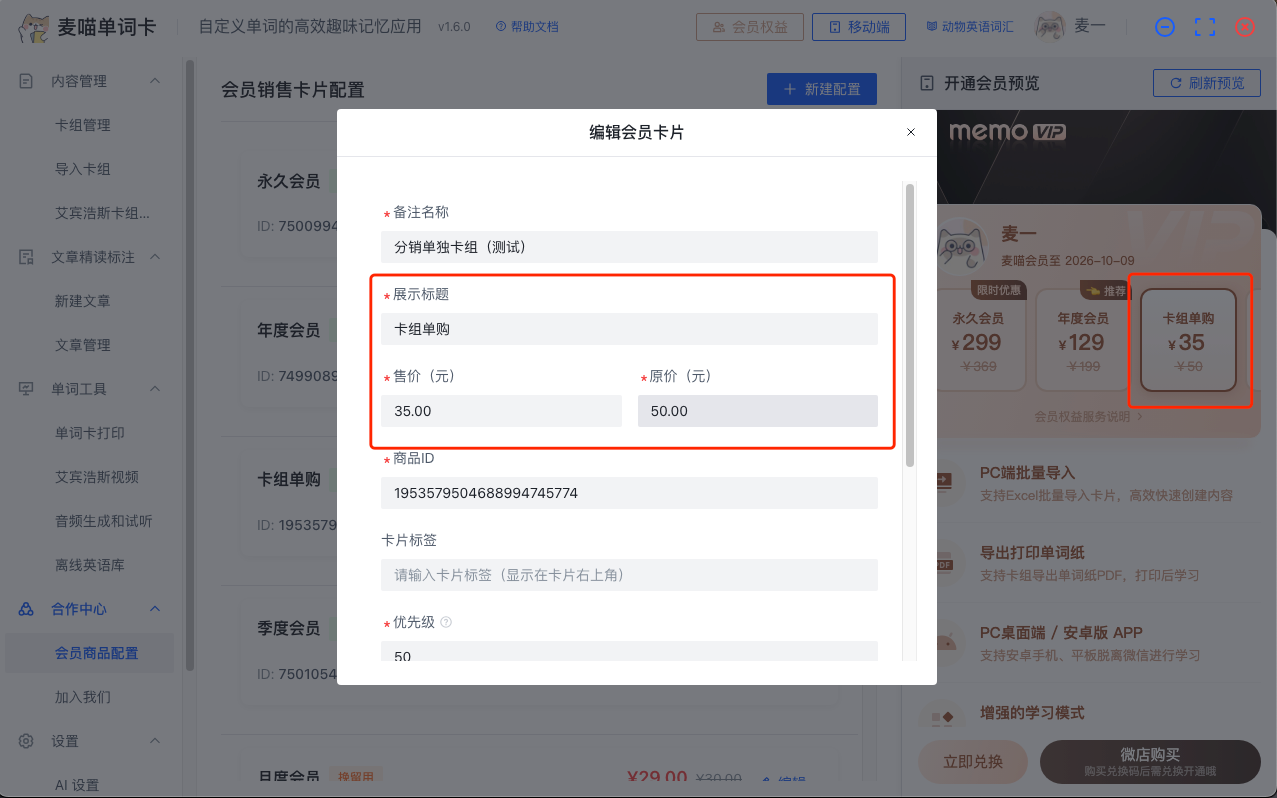 麦喵单词卡
自定义单词的高效趣味记忆应用 v1.6.0 帮助文档 会员权益 移动端 动物英语词汇 麦一
内容管理
卡组管理
导入卡组
艾宾浩斯卡组...
文章精读标注
新建文章
文章管理
单词工具
单词卡打印
艾宾浩斯视频
音频生成和试听
离线英语库
合作中心
会员商品配置
加入我们
设置
AI 设置
会员销售卡片配置
新建配置
永久会员
ID: 7500994
年度会员
ID: 7499089
卡组单购
ID: 1953579
季度会员
ID: 7501054
月度会员 挽留用 ¥29.00 ¥30.00 编辑
编辑会员卡片
* 备注名称
分销单独卡组（测试）
* 展示标题
卡组单购
* 售价（元） * 原价（元）
35.00 50.00
* 商品ID
1953579504688994745774
卡片标签
请输入卡片标签（显示在卡片右上角）
* 优先级
50
开通会员预览 刷新预览
memo VIP
VIP
麦一
麦喵会员至 2026-10-09
限时优惠 推荐
永久会员 年度会员 卡组单购
¥299 ¥129 ¥35
¥369 ¥199 ¥50
会员权益服务说明
PC端批量导入
支持Excel批量导入卡片，高效快速创建内容
PDF
导出打印单词纸
支持卡组导出单词纸PDF，打印后学习
PC桌面端 / 安卓版 APP
支持安卓手机、平板脱离微信进行学习
增强的学习模式
立即兑换
微店购买
购买兑换码后需兑换开通哦